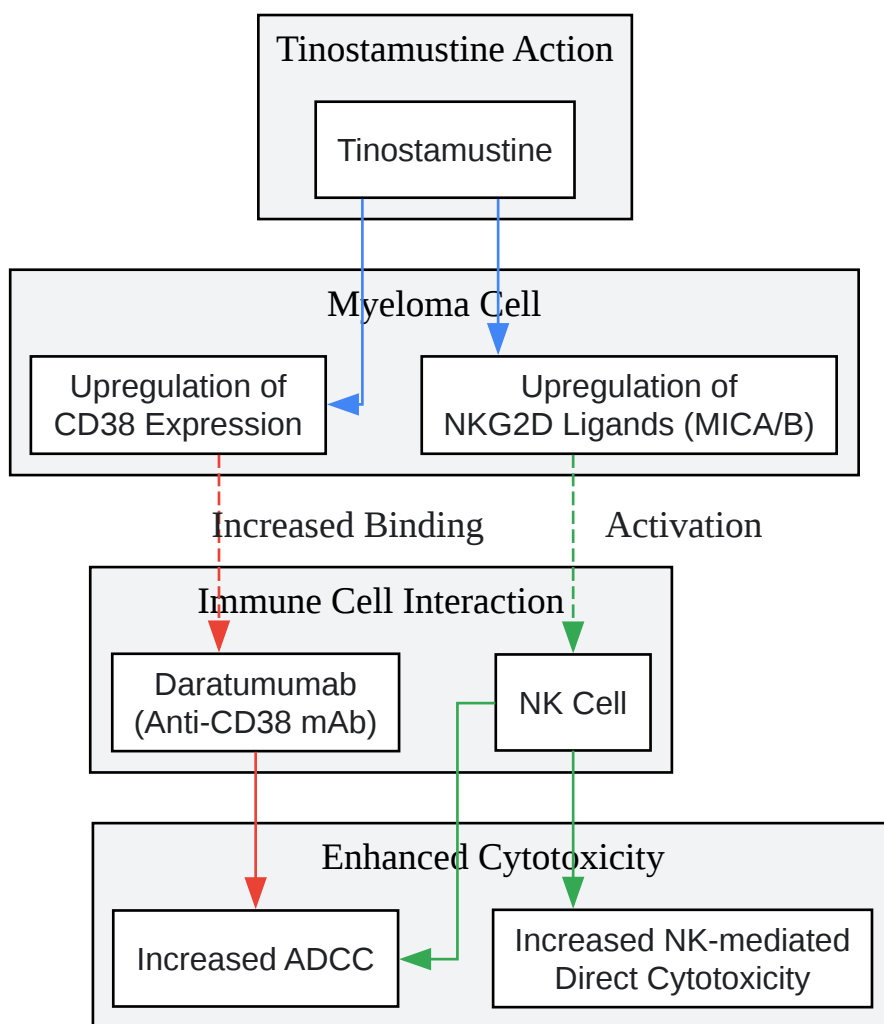 Tinostamustine Action
Tinostamustine
Myeloma Cell
Upregulation of
CD38 Expression
Upregulation of
NKG2D Ligands (MICA/B)
Increased Binding
Activation
Immune Cell Interaction
Daratumumab
(Anti-CD38 mAb)
NK Cell
Enhanced Cytotoxicity
Increased ADCC
Increased NK-mediated
Direct Cytotoxicity